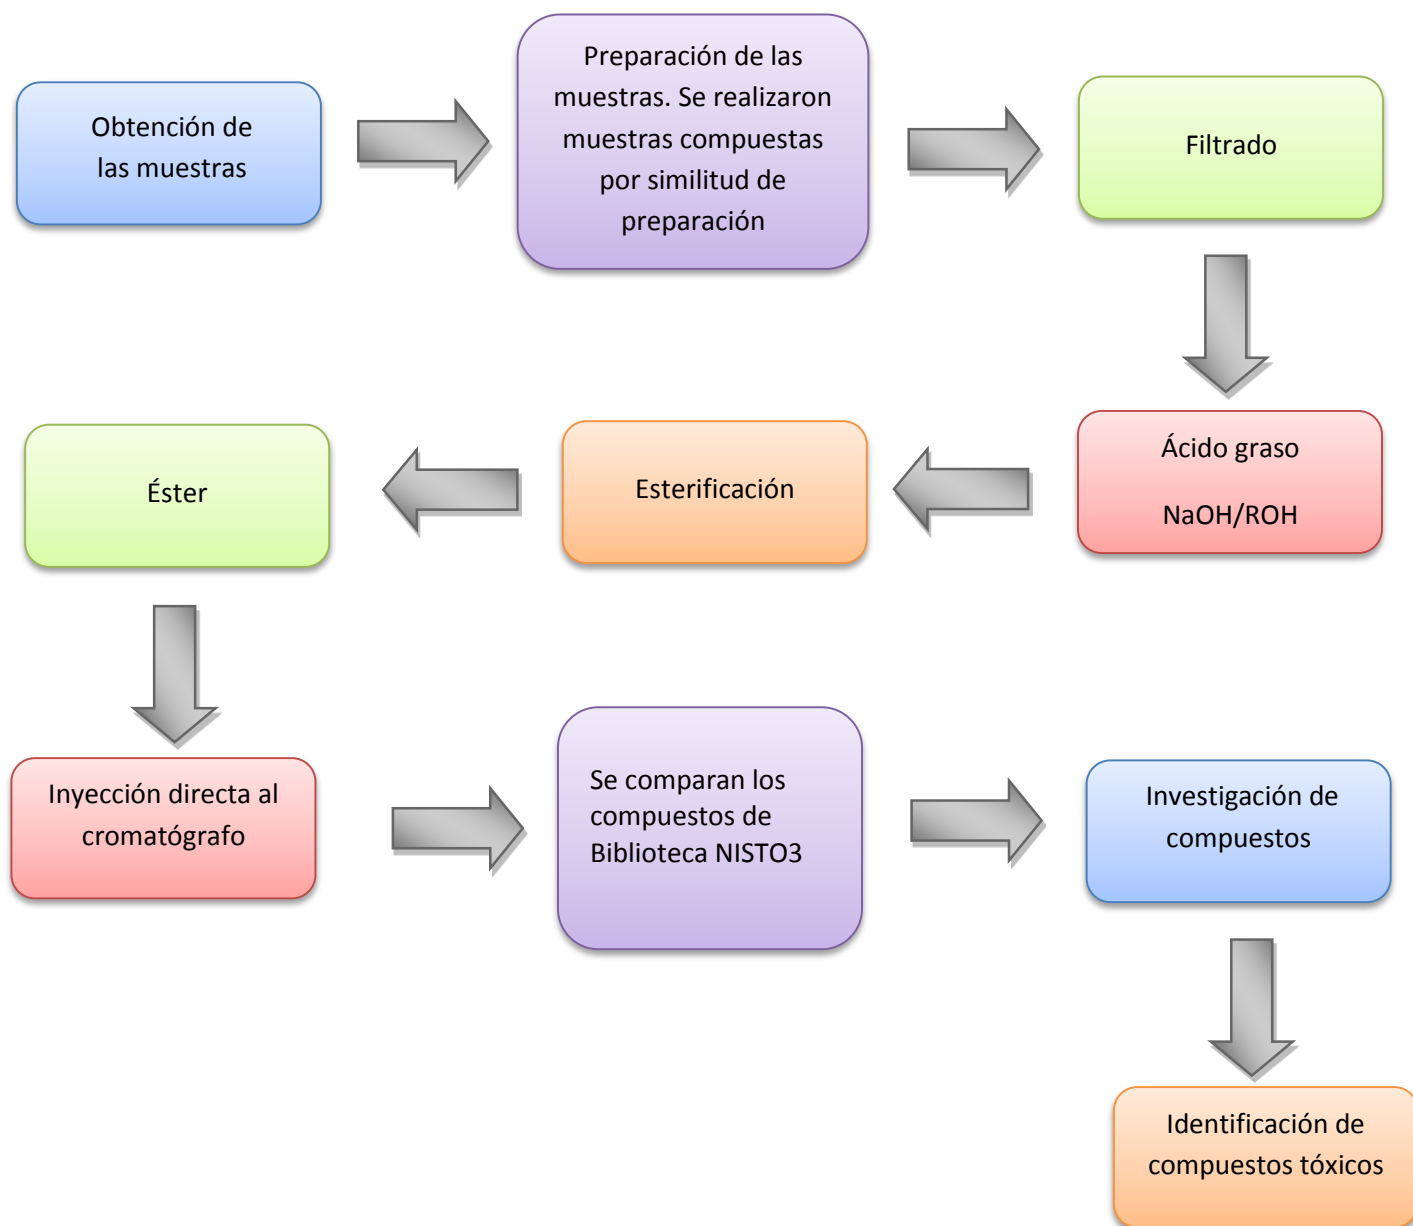 Obtención de
las muestras
Preparación de las
muestras. Se realizaron
muestras compuestas
por similitud de
preparación
Filtrado
Ácido graso
NaOH/ROH
Esterificación
Éster
Inyección directa al
cromatógrafo
Se comparan los
compuestos de
Biblioteca NISTO3
Investigación de
compuestos
Identificación de
compuestos tóxicos